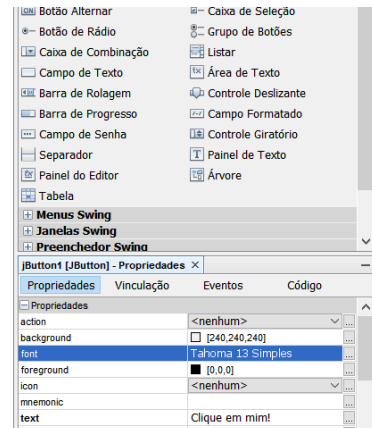 Botão Alternar Caixa de Seleção
Botão de Rádio Grupo de Botões
Caixa de Combinação Listar
Campo de Texto Área de Texto
Barra de Rolagem Controle Deslizante
Barra de Progresso Campo Formatado
Campo de Senha Controle Giratório
Separador Painel de Texto
Painel do Editor Árvore
Tabela
Menus Swing
Janelas Swing
Preenchedor Swing
jButton1 [JButton] - Propriedades
Propriedades Vinculação Eventos Código
Propriedades
action <nenhum> ...
background [240,240,240] ...
font Tahoma 13 Simples ...
foreground [0,0,0] ...
icon <nenhum> ...
mnemonic ...
text Clique em mim! ...